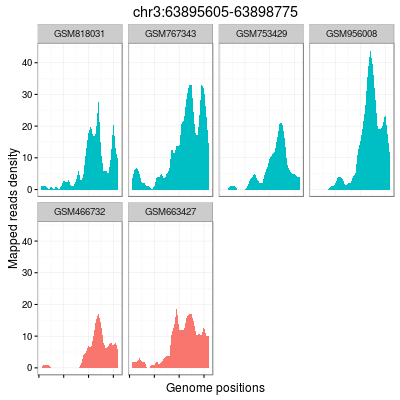 chr3:63895605-63898775
GSM818031 GSM767343 GSM753429 GSM956008
40
30
20
10
0
GSM466732 GSM663427
40
30
20
10
0
Mapped reads density
Genome positions